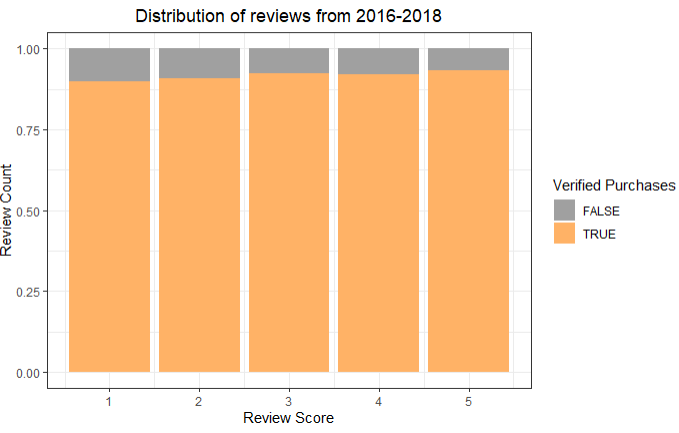 Distribution of reviews from 2016-2018
Review Count
1.00
0.75
0.50
0.25
0.00
1 2 3 4 5
Review Score
Verified Purchases
FALSE
TRUE